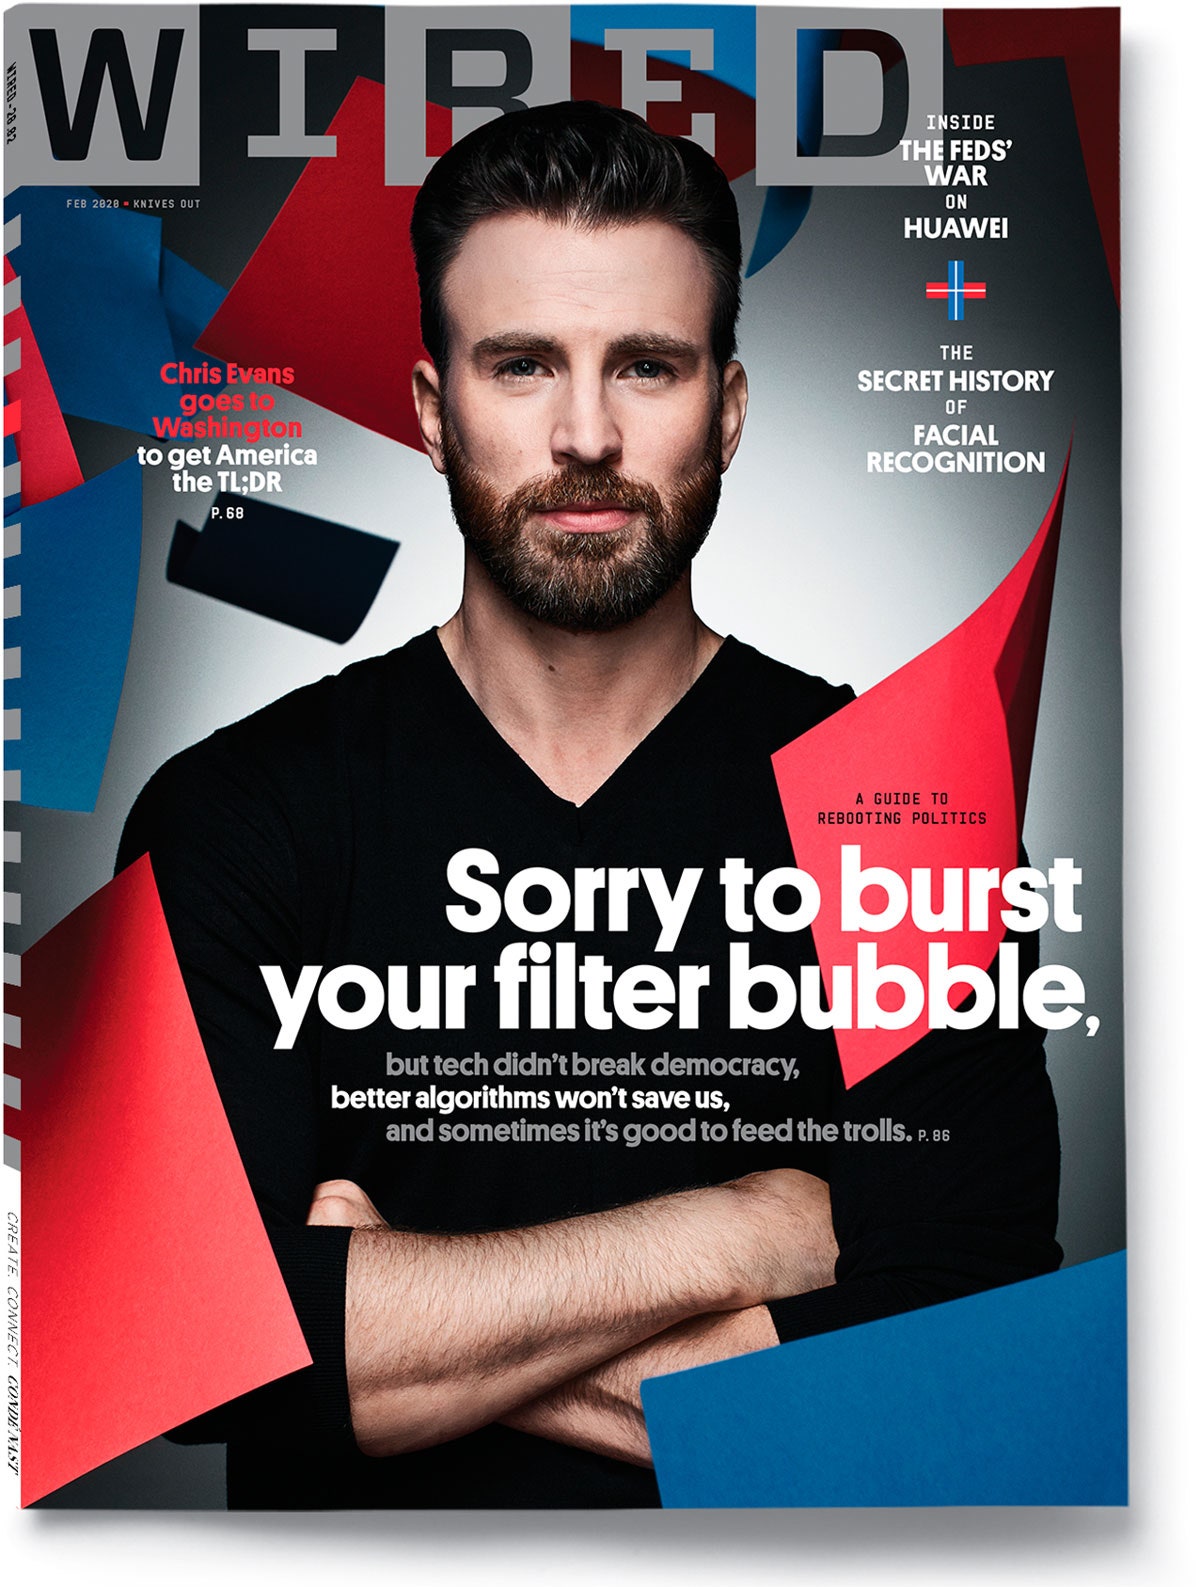 WIRED
WIRED-28.02
FEB 2020 ▪ KNIVES OUT
INSIDE
THE FEDS'
WAR
ON
HUAWEI
THE
SECRET HISTORY
OF
FACIAL
RECOGNITION
Chris Evans
goes to
Washington
to get America
the TL;DR
P. 68
A GUIDE TO
REBOOTING POLITICS
Sorry to burst
your filter bubble,
but tech didn't break democracy,
better algorithms won't save us,
and sometimes it's good to feed the trolls. P. 86
CREATE. CONNECT. CONDÉ NAST